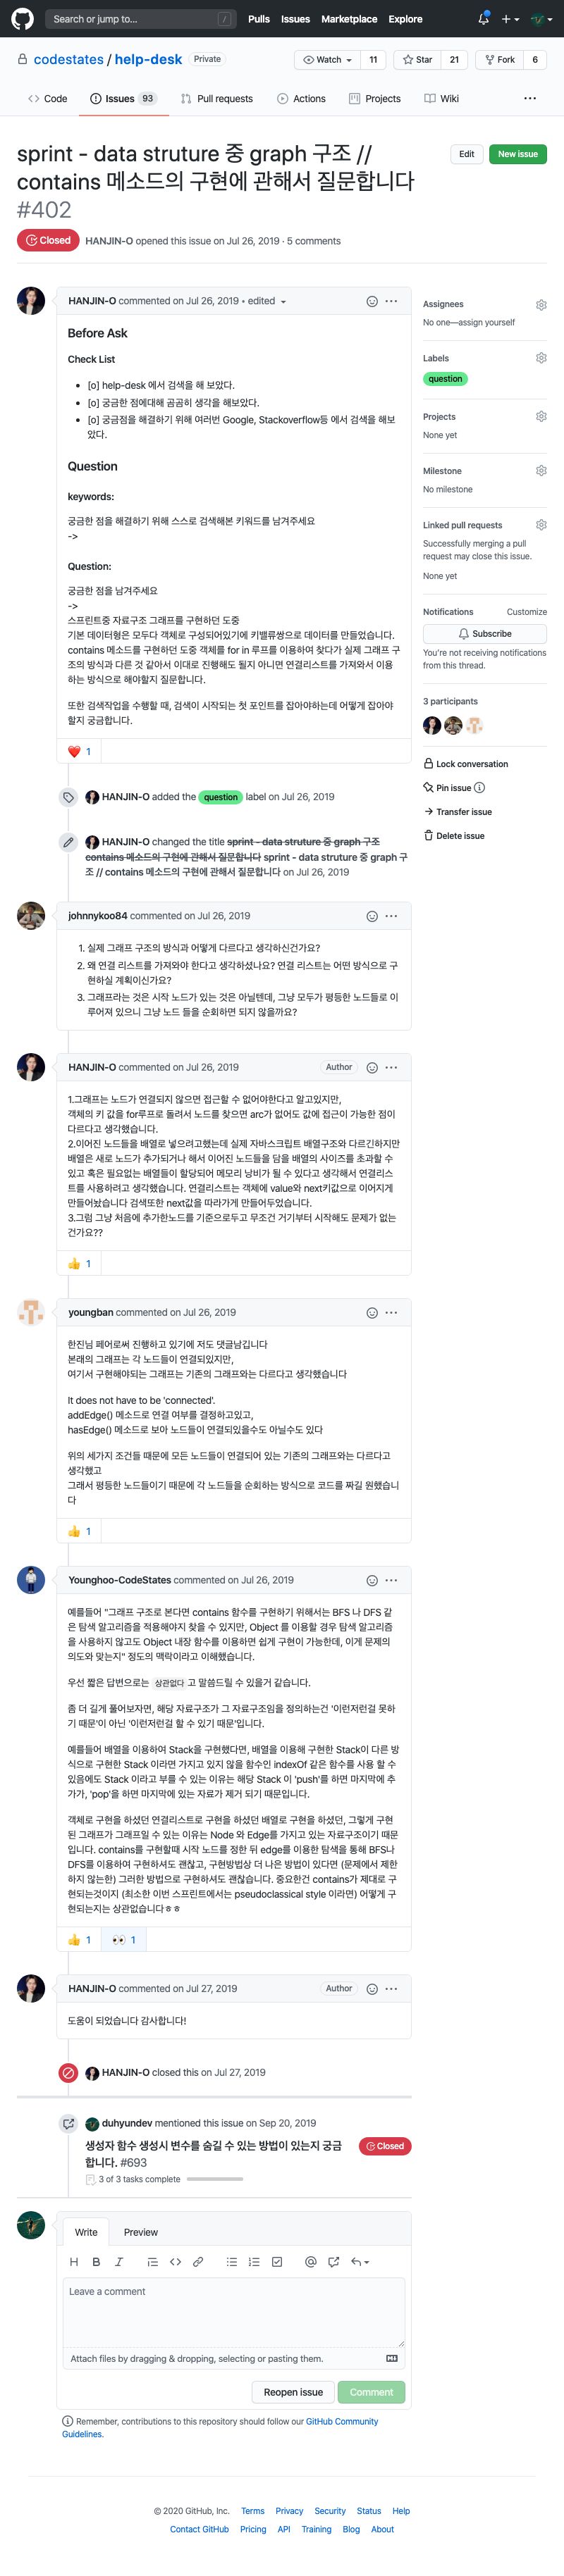 Search or jump to... /
Pulls Issues Marketplace Explore
codestates / help-desk Private
Watch 11 Star 21 Fork 6
Code Issues 93 Pull requests Actions Projects Wiki
sprint - data struture 중 graph 구조 //
contains 메소드의 구현에 관해서 질문합니다
#402
Edit New issue
Closed HANJIN-O opened this issue on Jul 26, 2019 · 5 comments
HANJIN-O commented on Jul 26, 2019 • edited
Before Ask
Check List
[o] help-desk 에서 검색을 해 보았다.
[o] 궁금한 점에대해 곰곰히 생각을 해보았다.
[o] 궁금점을 해결하기 위해 여러번 Google, Stackoverflow등 에서 검색을 해보
았다.
Question
keywords:
궁금한 점을 해결하기 위해 스스로 검색해본 키워드를 남겨주세요
->
Question:
궁금한 점을 남겨주세요
->
스프린트중 자료구조 그래프를 구현하던 도중
기본 데이터형은 모두다 객체로 구성되어있기에 키밸류쌍으로 데이터를 만들었습니다.
contains 메소드를 구현하던 도중 객체를 for in 루프를 이용하여 찾다가 실제 그래프 구
조의 방식과 다른 것 같아서 이대로 진행해도 될지 아니면 연결리스트를 가져와서 이용
하는 방식으로 해야할지 질문합니다.
또한 검색작업을 수행할 때, 검색이 시작되는 첫 포인트를 잡아야하는데 어떻게 잡아야
할지 궁금합니다.
❤️ 1
HANJIN-O added the question label on Jul 26, 2019
HANJIN-O changed the title sprint - data struture 중 graph 구조
contains 메소드의 구현에 관해서 질문합니다 sprint - data struture 중 graph 구
조 // contains 메소드의 구현에 관해서 질문합니다 on Jul 26, 2019
johnnykoo84 commented on Jul 26, 2019
1. 실제 그래프 구조의 방식과 어떻게 다르다고 생각하신건가요?
2. 왜 연결 리스트를 가져와야 한다고 생각하셨나요? 연결 리스트는 어떤 방식으로 구
현하실 계획이신가요?
3. 그래프라는 것은 시작 노드가 있는 것은 아닐텐데, 그냥 모두가 평등한 노드들로 이
루어져 있으니 그냥 노드 들을 순회하면 되지 않을까요?
HANJIN-O commented on Jul 26, 2019 Author
1.그래프는 노드가 연결되지 않으면 접근할 수 없어야한다고 알고있지만,
객체의 키 값을 for루프로 돌려서 노드를 찾으면 arc가 없어도 값에 접근이 가능한 점이
다르다고 생각했습니다.
2.이어진 노드들을 배열로 넣으려고했는데 실제 자바스크립트 배열구조와 다르긴하지만
배열은 새로 노드가 추가되거나 해서 이어진 노드들을 담을 배열의 사이즈를 초과할 수
있고 혹은 필요없는 배열들이 할당되어 메모리 낭비가 될 수 있다고 생각해서 연결리스
트를 사용하려고 생각했습니다. 연결리스트는 객체에 value와 next키값으로 이어지게
만들어놨습니다 검색또한 next값을 따라가게 만들어두었습니다.
3.그럼 그냥 처음에 추가한노드를 기준으로두고 무조건 거기부터 시작해도 문제가 없는
건가요??
👍 1
youngban commented on Jul 26, 2019
한진님 페어로써 진행하고 있기에 저도 댓글남깁니다
본래의 그래프는 각 노드들이 연결되있지만,
여기서 구현해야되는 그래프는 기존의 그래프와는 다르다고 생각했습니다
It does not have to be 'connected'.
addEdge() 메소드로 연결 여부를 결정하고있고,
hasEdge() 메소드로 보아 노드들이 연결되있을수도 아닐수도 있다
위의 세가지 조건들 때문에 모든 노드들이 연결되어 있는 기존의 그래프와는 다르다고
생각했고
그래서 평등한 노드들이기 때문에 각 노드들을 순회하는 방식으로 코드를 짜길 원했습니
다
👍 1
Younghoo-CodeStates commented on Jul 26, 2019
예를들어 "그래프 구조로 본다면 contains 함수를 구현하기 위해서는 BFS 나 DFS 같
은 탐색 알고리즘을 적용해야지 찾을 수 있지만, Object 를 이용할 경우 탐색 알고리즘
을 사용하지 않고도 Object 내장 함수를 이용하면 쉽게 구현이 가능한데, 이게 문제의
의도와 맞는지" 정도의 맥락이라고 이해했습니다.
우선 짧은 답변으로는 상관없다 고 말씀드릴 수 있을거 같습니다.
좀 더 길게 풀어보자면, 해당 자료구조가 그 자료구조임을 정의하는건 '이런저런걸 못하
기 때문'이 아닌 '이런저런걸 할 수 있기 때문'입니다.
예를들어 배열을 이용하여 Stack을 구현했다면, 배열을 이용해 구현한 Stack이 다른 방
식으로 구현한 Stack 이라면 가지고 있지 않을 함수인 indexOf 같은 함수를 사용 할 수
있음에도 Stack 이라고 부를 수 있는 이유는 해당 Stack 이 'push'를 하면 마지막에 추
가가, 'pop'을 하면 마지막에 있는 자료가 제거 되기 때문입니다.
객체로 구현을 하셨던 연결리스트로 구현을 하셨던 배열로 구현을 하셨던, 그렇게 구현
된 그래프가 그래프일 수 있는 이유는 Node 와 Edge를 가지고 있는 자료구조이기 때문
입니다. contains를 구현할때 시작 노드를 정한 뒤 edge를 이용한 탐색을 통해 BFS나
DFS를 이용하여 구현하셔도 괜찮고, 구현방법상 더 나은 방법이 있다면 (문제에서 제한
하지 않는한) 그러한 방법으로 구현하셔도 괜찮습니다. 중요한건 contains가 제대로 구
현되는것이지 (최소한 이번 스프린트에서는 pseudoclassical style 이라면) 어떻게 구
현되는지는 상관없습니다ㅎㅎ
👍 1 👀 1
HANJIN-O commented on Jul 27, 2019 Author
도움이 되었습니다 감사합니다!
HANJIN-O closed this on Jul 27, 2019
duhyundev mentioned this issue on Sep 20, 2019
생성자 함수 생성시 변수를 숨길 수 있는 방법이 있는지 궁금
합니다. #693
Closed
3 of 3 tasks complete
Write Preview
Leave a comment
Attach files by dragging & dropping, selecting or pasting them.
Reopen issue Comment
Remember, contributions to this repository should follow our GitHub Community
Guidelines.
Assignees
No one—assign yourself
Labels
question
Projects
None yet
Milestone
No milestone
Linked pull requests
Successfully merging a pull
request may close this issue.
None yet
Notifications Customize
Subscribe
You're not receiving notifications
from this thread.
3 participants
Lock conversation
Pin issue
Transfer issue
Delete issue
© 2020 GitHub, Inc. Terms Privacy Security Status Help
Contact GitHub Pricing API Training Blog About